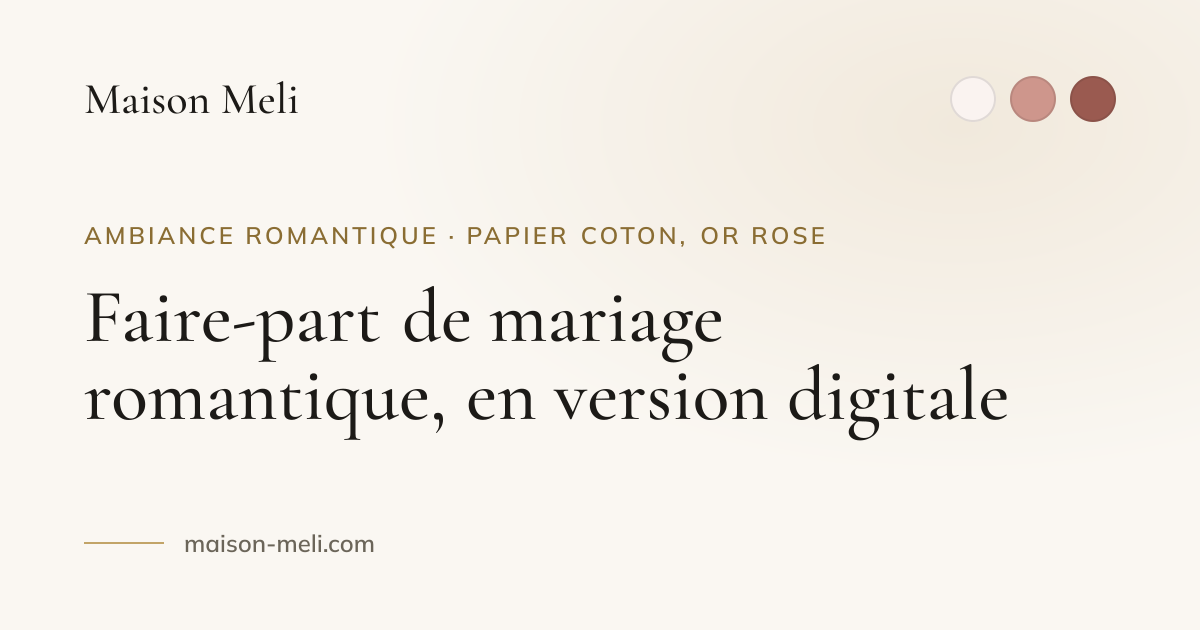 Maison Meli
AMBIANCE ROMANTIQUE · PAPIER COTON, OR ROSE
Faire-part de mariage
romantique, en version digitale
maison-meli.com